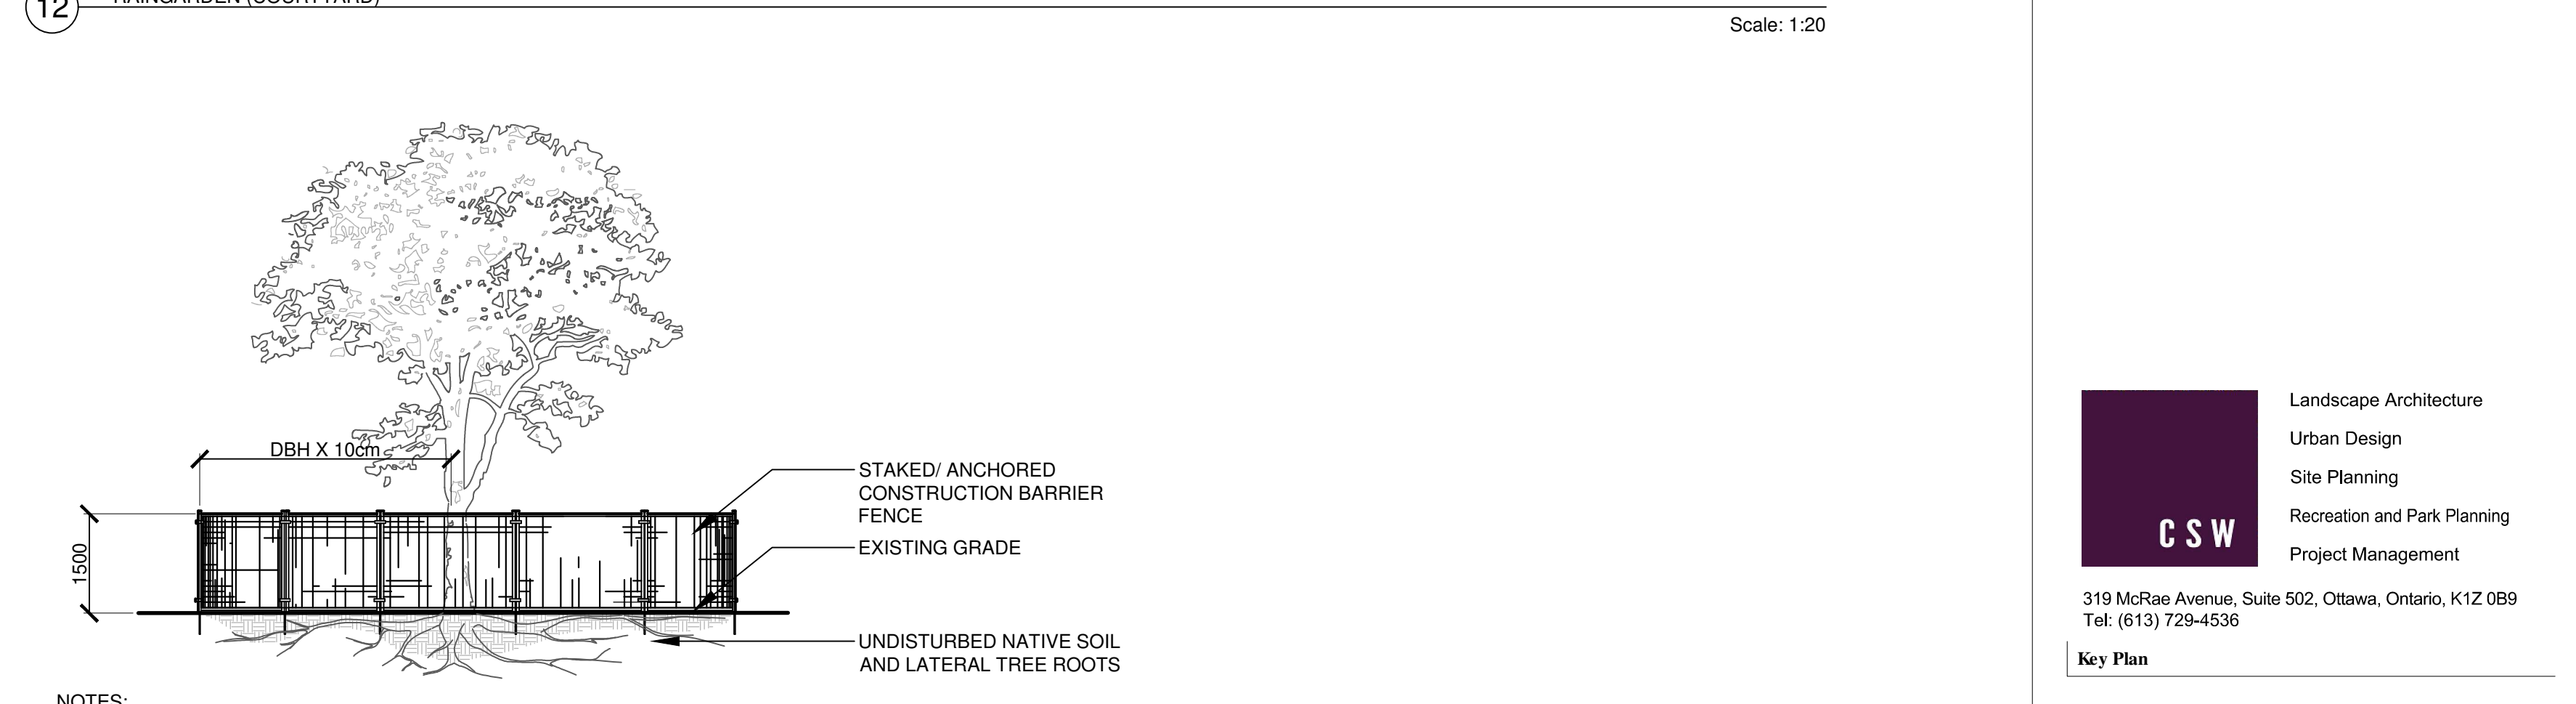 12
RAINGARDEN (COURTYARD)
Scale: 1:20
DBH X 10cm
1500
STAKED/ ANCHORED
CONSTRUCTION BARRIER
FENCE
EXISTING GRADE
UNDISTURBED NATIVE SOIL
AND LATERAL TREE ROOTS
NOTES:
CSW
Landscape Architecture
Urban Design
Site Planning
Recreation and Park Planning
Project Management
319 McRae Avenue, Suite 502, Ottawa, Ontario, K1Z 0B9
Tel: (613) 729-4536
Key Plan